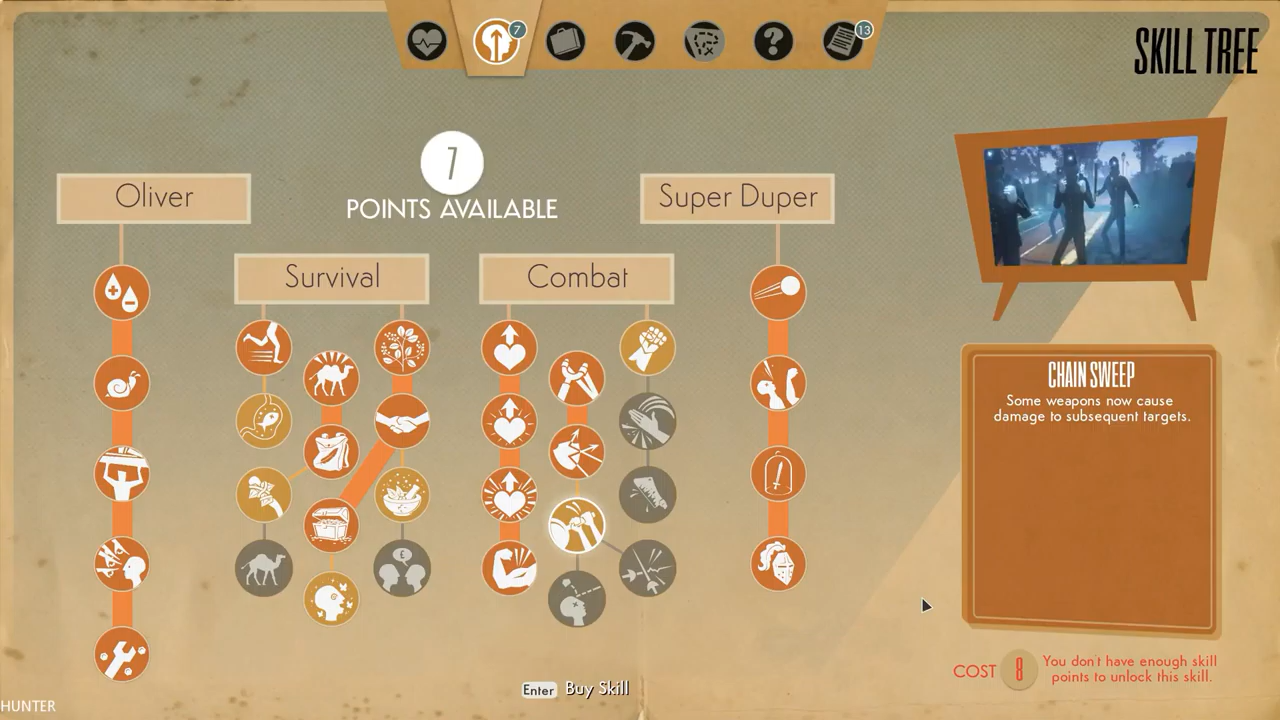 7
13
SKILL TREE
7
POINTS AVAILABLE
Oliver
Super Duper
Survival
Combat
£
CHAIN SWEEP
Some weapons now cause
damage to subsequent targets.
COST 8 You don't have enough skill
points to unlock this skill.
Enter Buy Skill
HUNTER